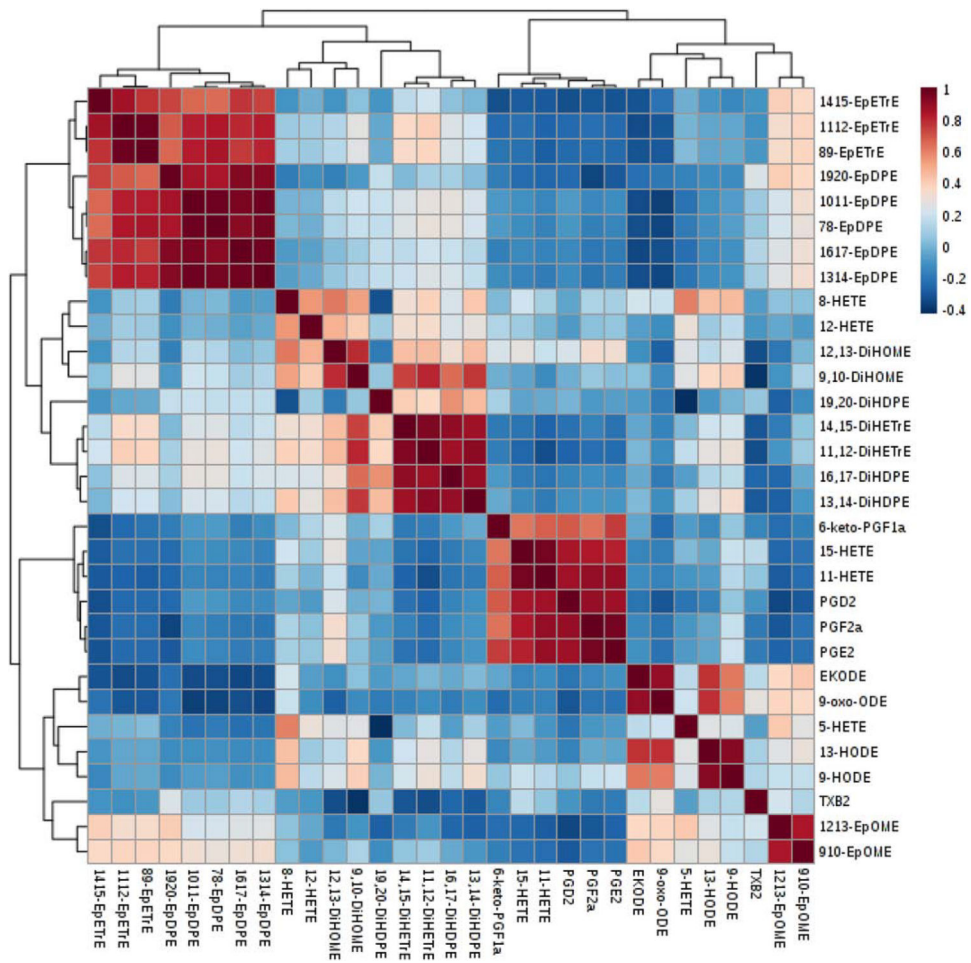 1
0.8
0.6
0.4
0.2
0
-0.2
-0.4
1415-EpETrE
1112-EpETrE
89-EpETrE
1920-EpDPE
1011-EpDPE
78-EpDPE
1617-EpDPE
1314-EpDPE
8-HETE
12-HETE
12,13-DiHOME
9,10-DiHOME
19,20-DiHDPE
14,15-DiHETrE
11,12-DiHETrE
16,17-DiHDPE
13,14-DiHDPE
6-keto-PGF1a
15-HETE
11-HETE
PGD2
PGF2a
PGE2
EKODE
9-oxo-ODE
5-HETE
13-HODE
9-HODE
TXB2
1213-EpOME
910-EpOME
1415-EpETrE
1112-EpETrE
89-EpETrE
1920-EpDPE
1011-EpDPE
78-EpDPE
1617-EpDPE
1314-EpDPE
8-HETE
12-HETE
12,13-DiHOME
9,10-DiHOME
19,20-DiHDPE
14,15-DiHETrE
11,12-DiHETrE
16,17-DiHDPE
13,14-DiHDPE
6-keto-PGF1a
15-HETE
11-HETE
PGD2
PGF2a
PGE2
EKODE
9-oxo-ODE
5-HETE
13-HODE
9-HODE
TXB2
1213-EpOME
910-EpOME